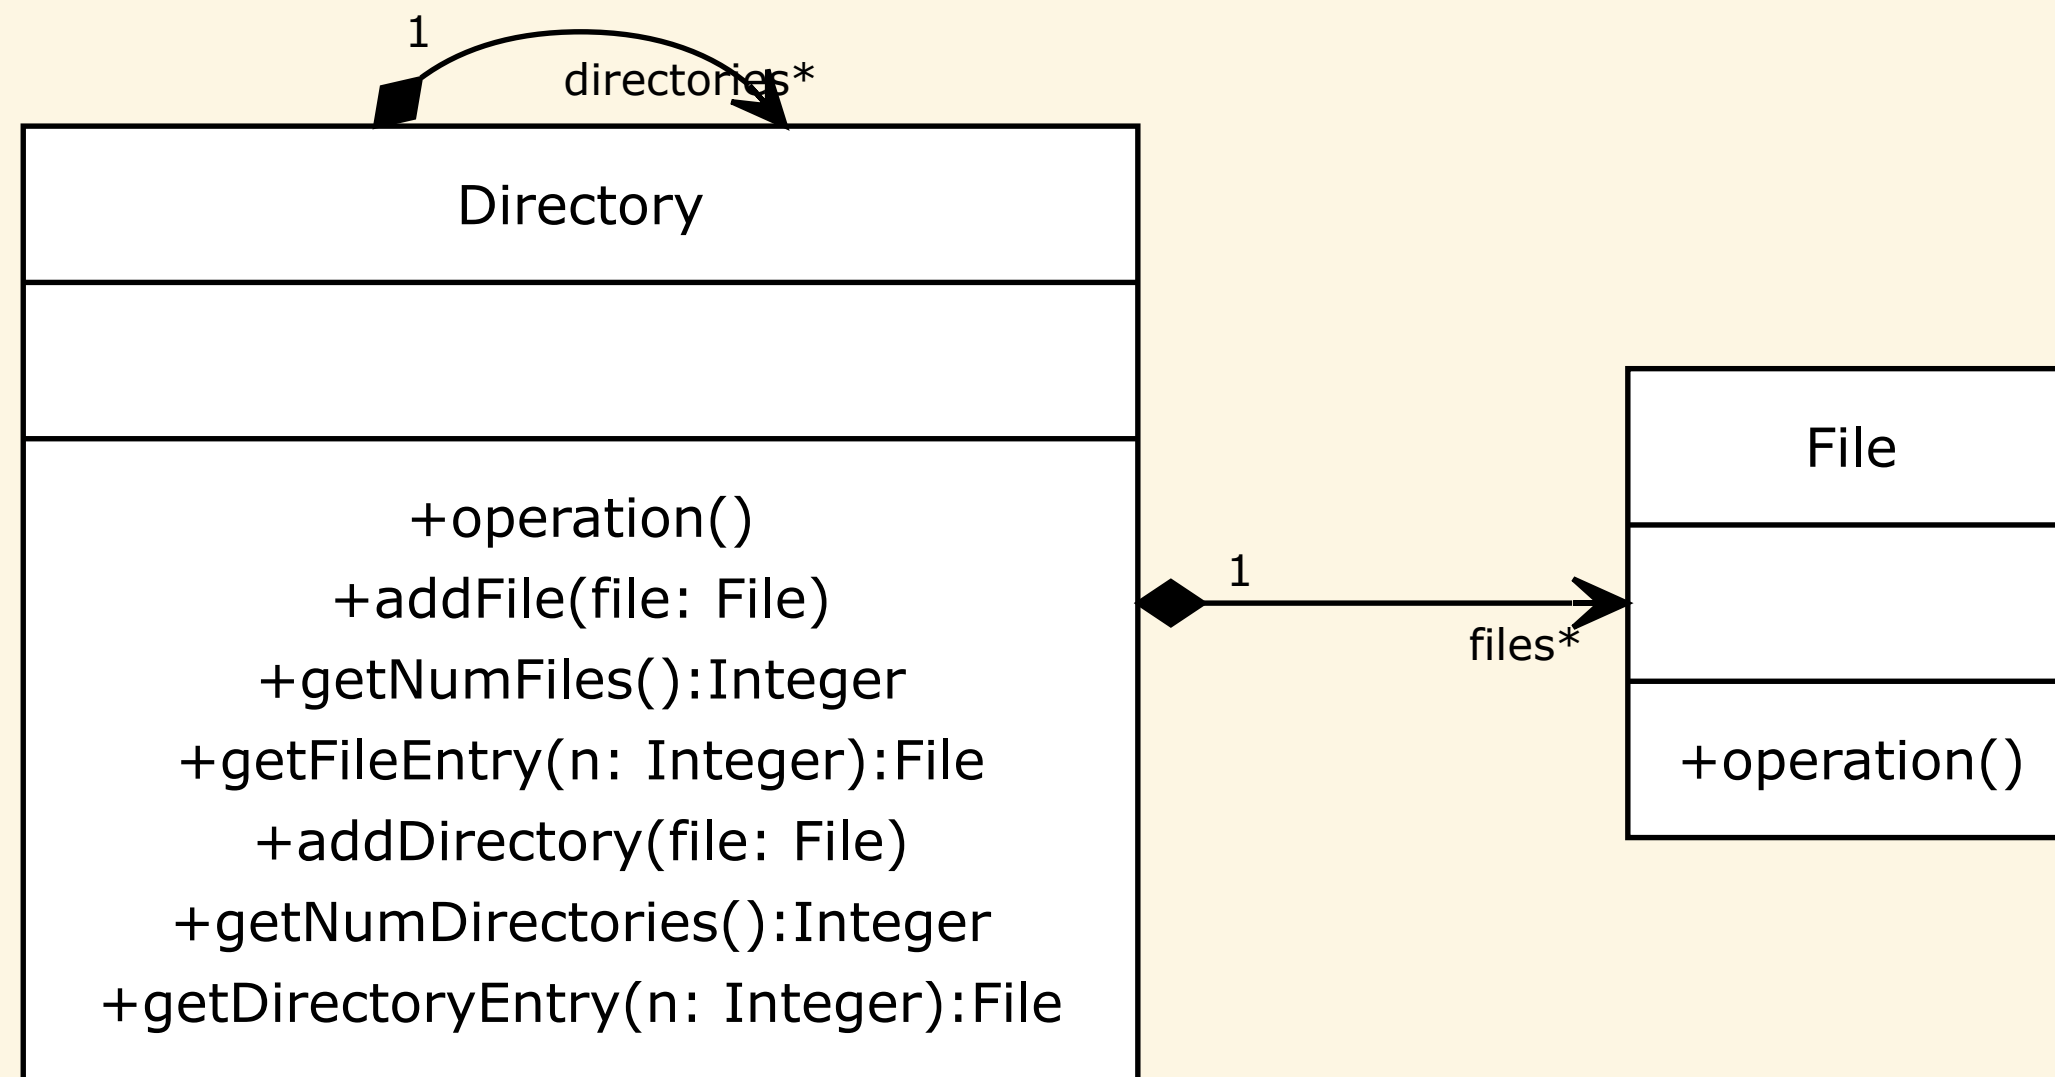 1
directories*
Directory
+operation()
+addFile(file: File)
+getNumFiles():Integer
+getFileEntry(n: Integer):File
+addDirectory(file: File)
+getNumDirectories():Integer
+getDirectoryEntry(n: Integer):File
1
files*
File
+operation()